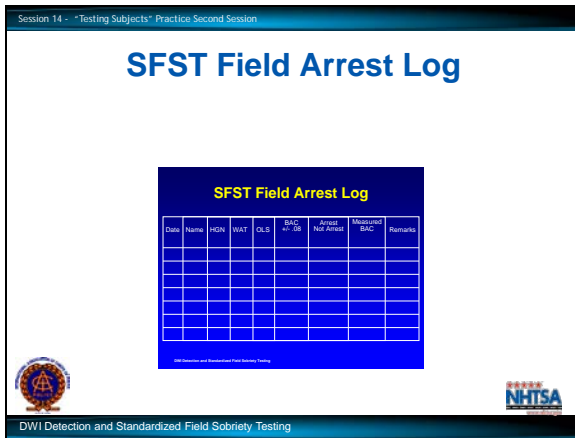 Session 14 - "Testing Subjects" Practice Second Session
SFST Field Arrest Log
SFST Field Arrest Log
Date Name HGN WAT OLS BAC +/- .08 Arrest Not Arrest Measured BAC Remarks
DWI Detection and Standardized Field Sobriety Testing
NHTSA
DWI Detection and Standardized Field Sobriety Testing